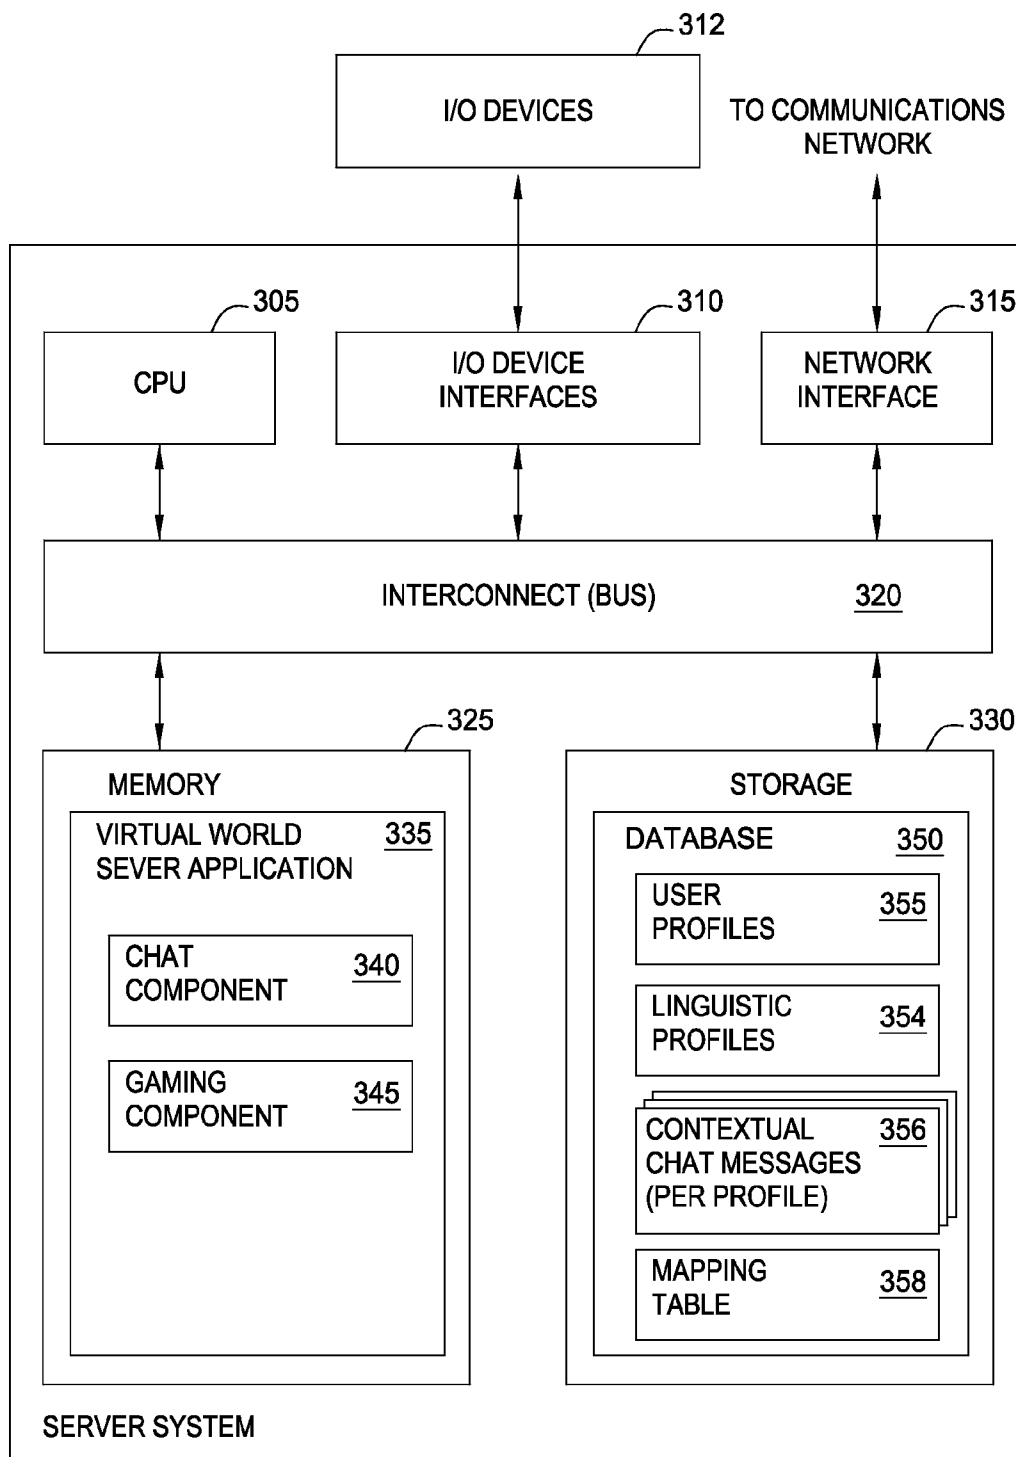 312
I/O DEVICES
TO COMMUNICATIONS
NETWORK
305
310
315
CPU
I/O DEVICE
INTERFACES
NETWORK
INTERFACE
INTERCONNECT (BUS)
320
325
330
MEMORY
VIRTUAL WORLD
SEVER APPLICATION
335
CHAT
COMPONENT
340
GAMING
COMPONENT
345
STORAGE
DATABASE
350
USER
PROFILES
355
LINGUISTIC
PROFILES
354
CONTEXTUAL
CHAT MESSAGES
(PER PROFILE)
356
MAPPING
TABLE
358
SERVER SYSTEM